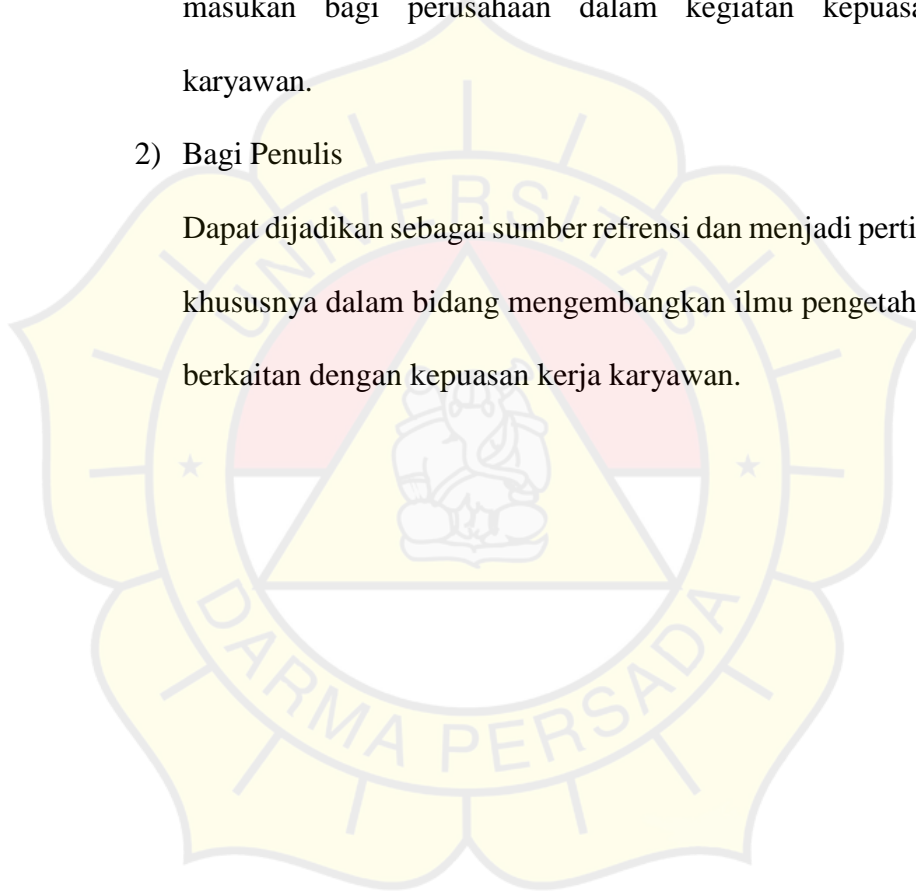 masukan bagi perusahaan dalam kegiatan
karyawan.
2) Bagi Penulis
Dapat dijadikan sebagai sumber refrensi dan menjadi
khususnya dalam bidang mengembangkan ilmu
berkaitan dengan kepuasan kerja karyawan.
UNIVERSITAS
DARMA PERSADA